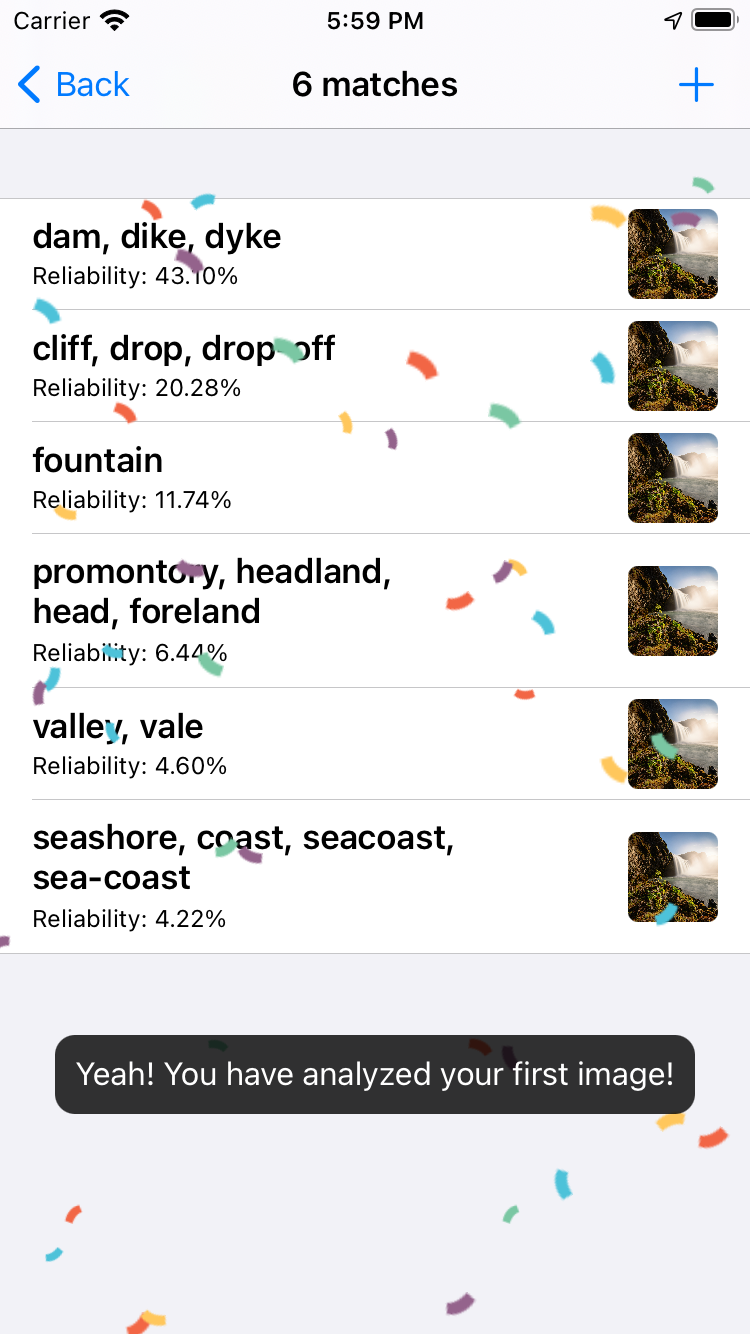 Carrier 5:59 PM
Back 6 matches
dam, dike, dyke
Reliability: 43.10%
cliff, drop, drop-off
Reliability: 20.28%
fountain
Reliability: 11.74%
promontory, headland,
head, foreland
Reliability: 6.44%
valley, vale
Reliability: 4.60%
seashore, coast, seacoast,
sea-coast
Reliability: 4.22%
Yeah! You have analyzed your first image!